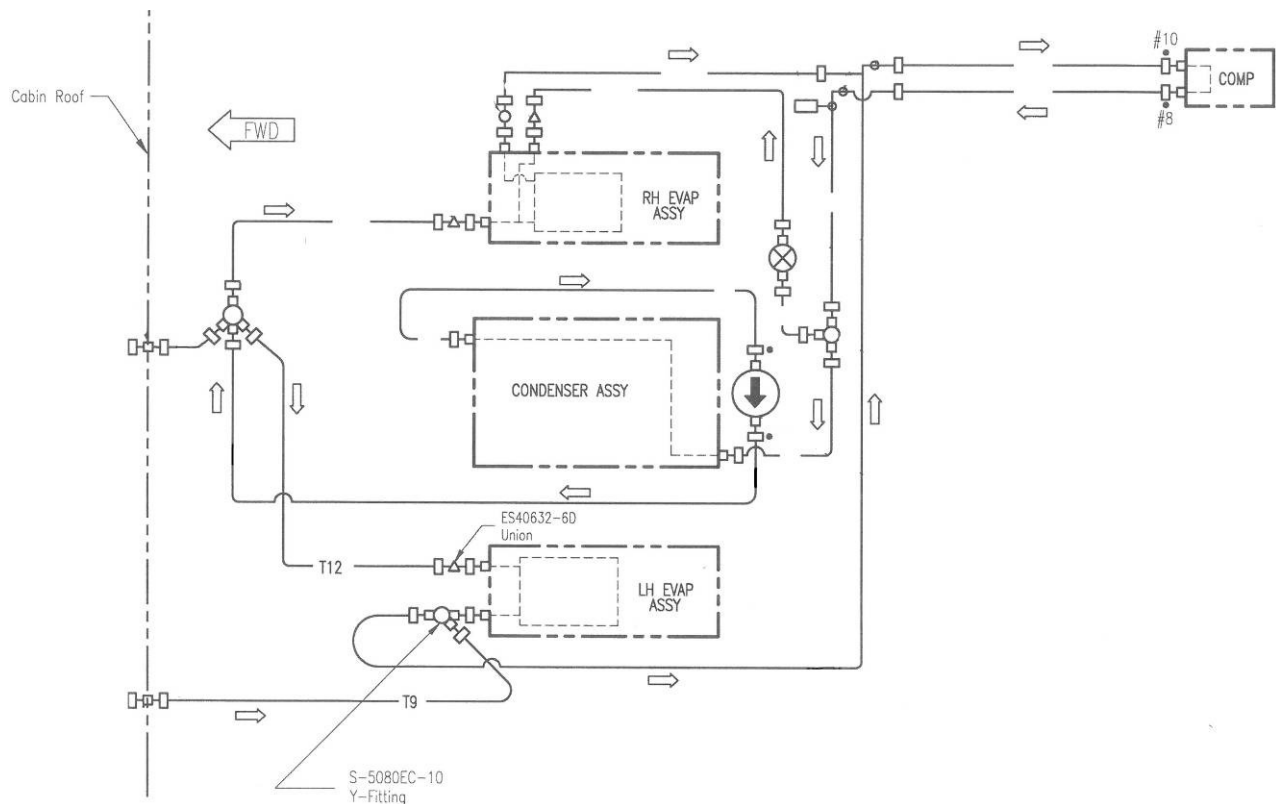 #10
COMP
#8
Cabin Roof
FWD
RH EVAP
ASSY
CONDENSER ASSY
ES40632-6D
Union
T12
LH EVAP
ASSY
T9
S-5080EC-10
Y-Fitting